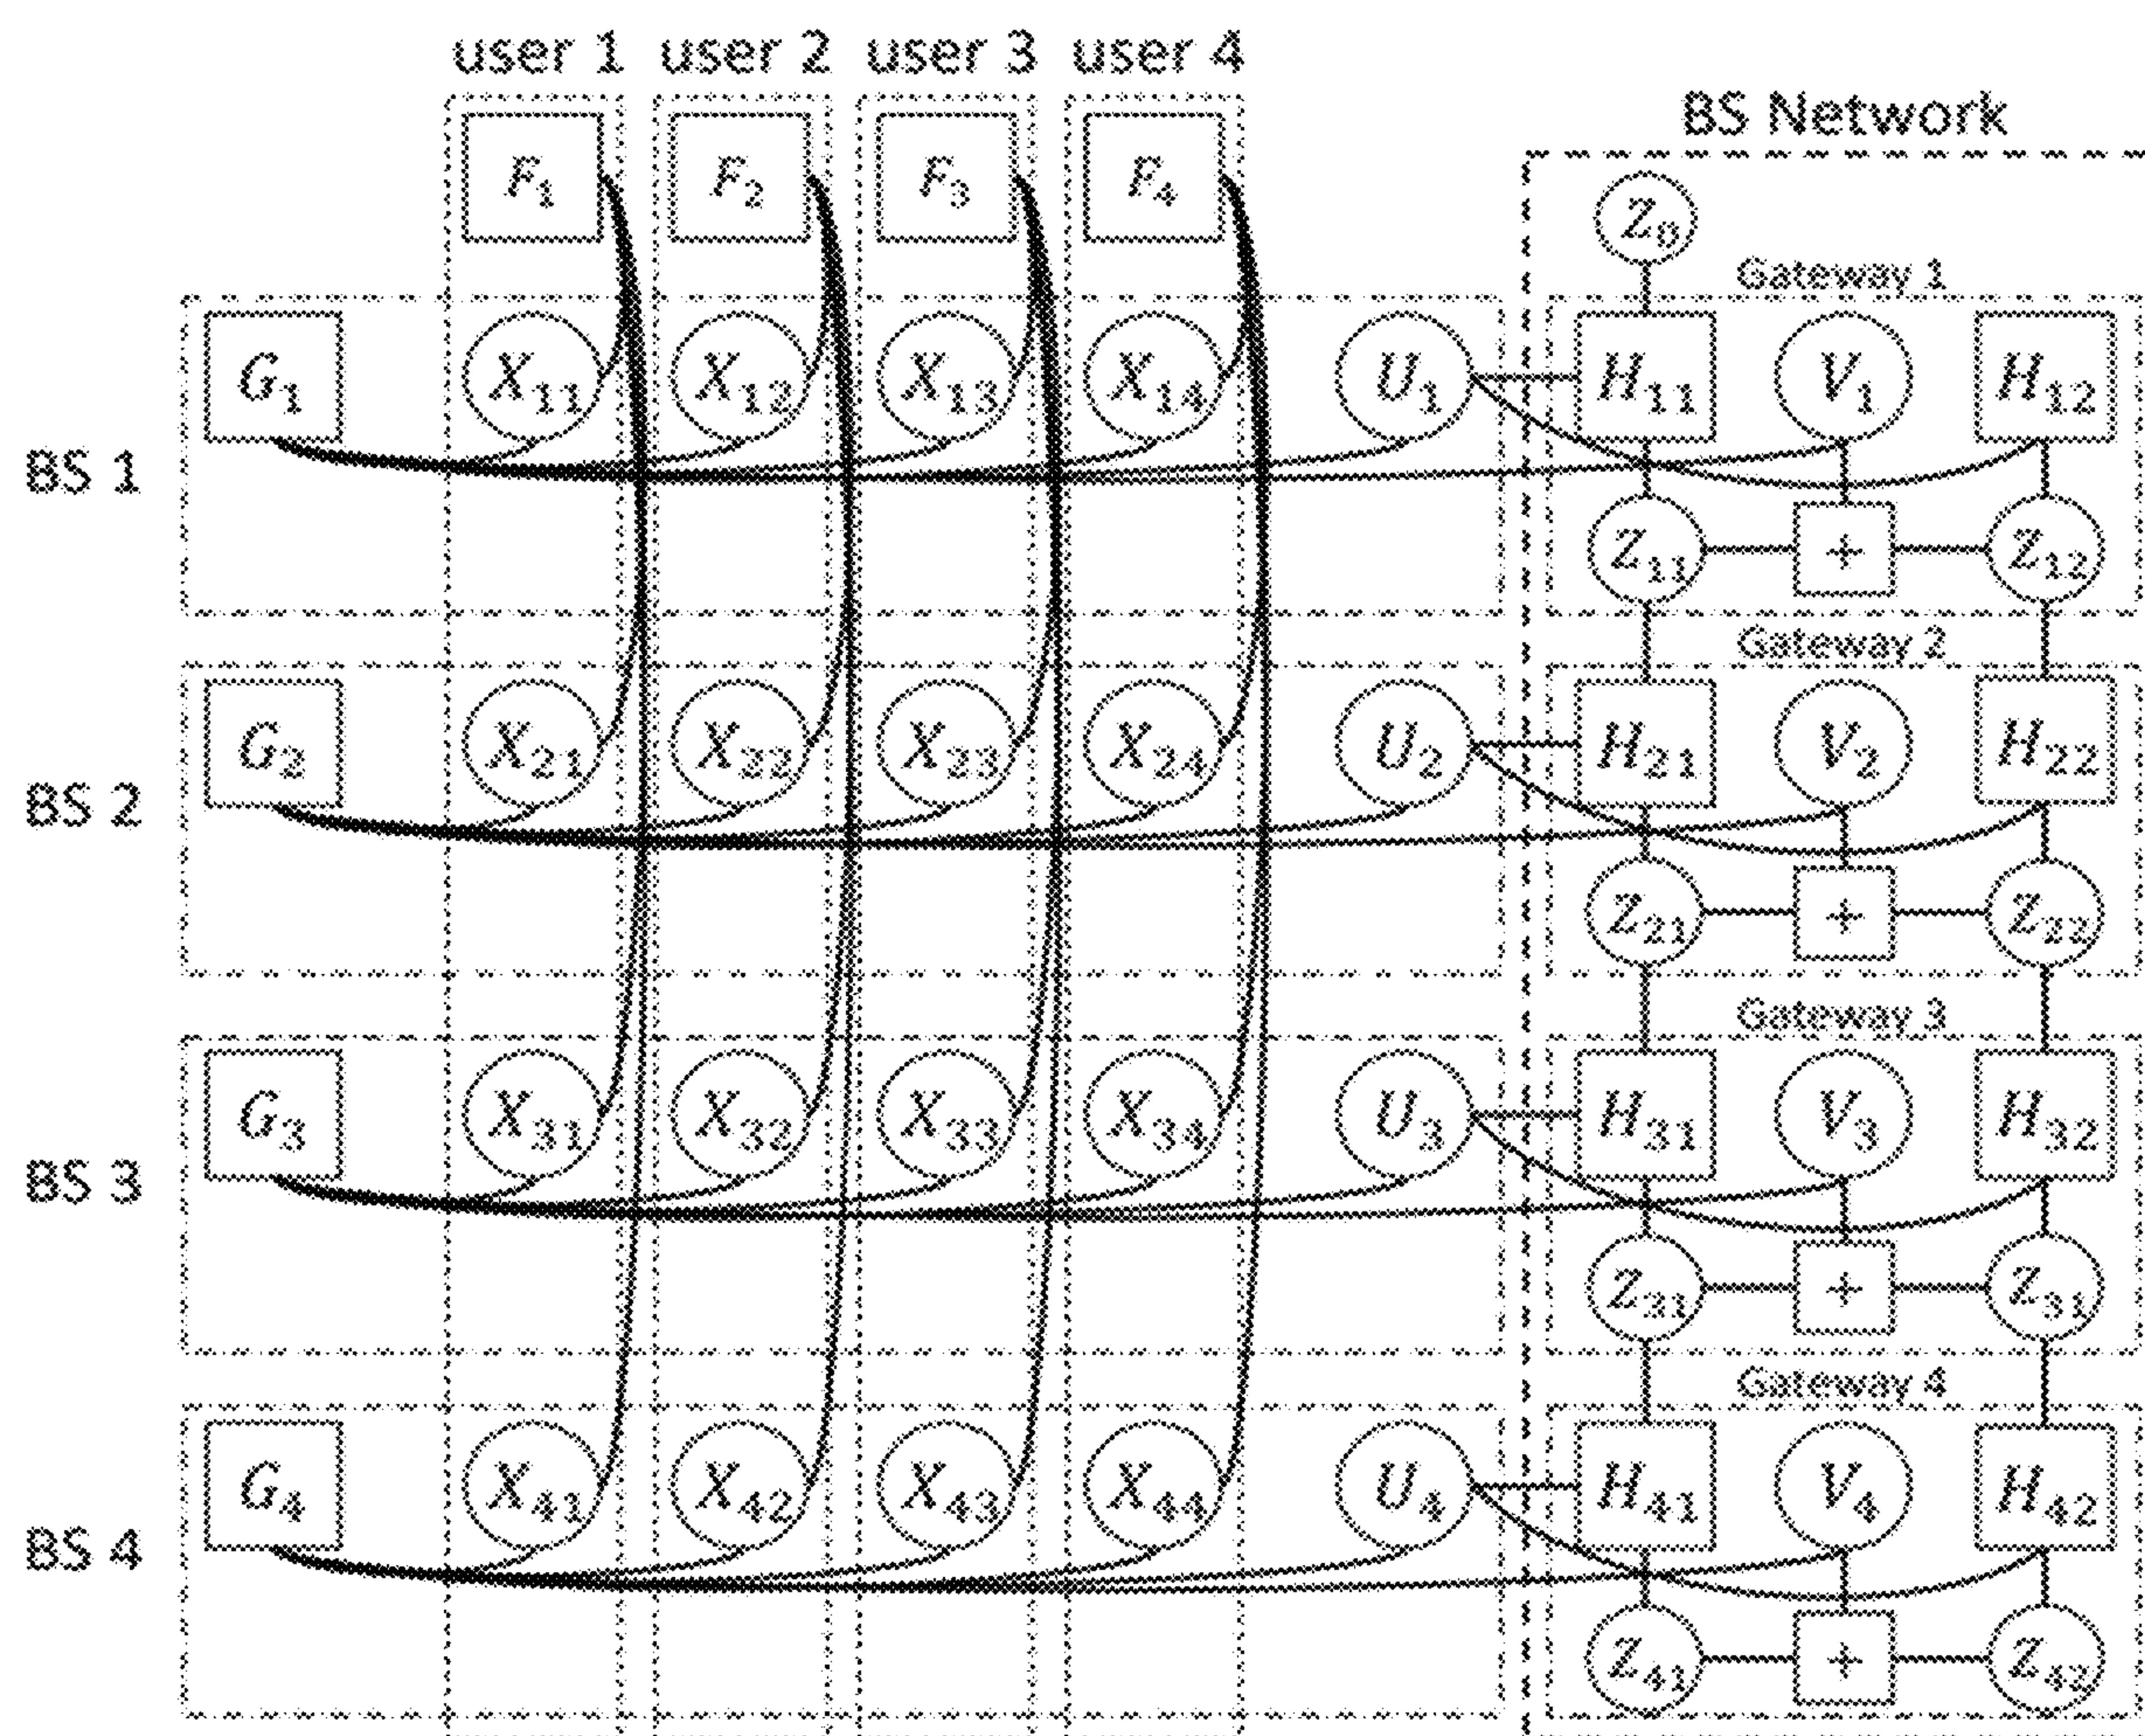 user 1 user 2 user 3 user 4
BS Network
F₁ F₂ F₃ F₄
Z₀
Gateway 1
G₁ X₁₁ X₁₂ X₁₃ X₁₄ U₁ H₁₁ V₁ H₁₂
BS 1
Z₁₁ + Z₁₂
Gateway 2
G₂ X₂₁ X₂₂ X₂₃ X₂₄ U₂ H₂₁ V₂ H₂₂
BS 2
Z₂₁ + Z₂₂
Gateway 3
G₃ X₃₁ X₃₂ X₃₃ X₃₄ U₃ H₃₁ V₃ H₃₂
BS 3
Z₃₁ + Z₃₁
Gateway 4
G₄ X₄₁ X₄₂ X₄₃ X₄₄ U₄ H₄₁ V₄ H₄₂
BS 4
Z₄₁ + Z₄₂